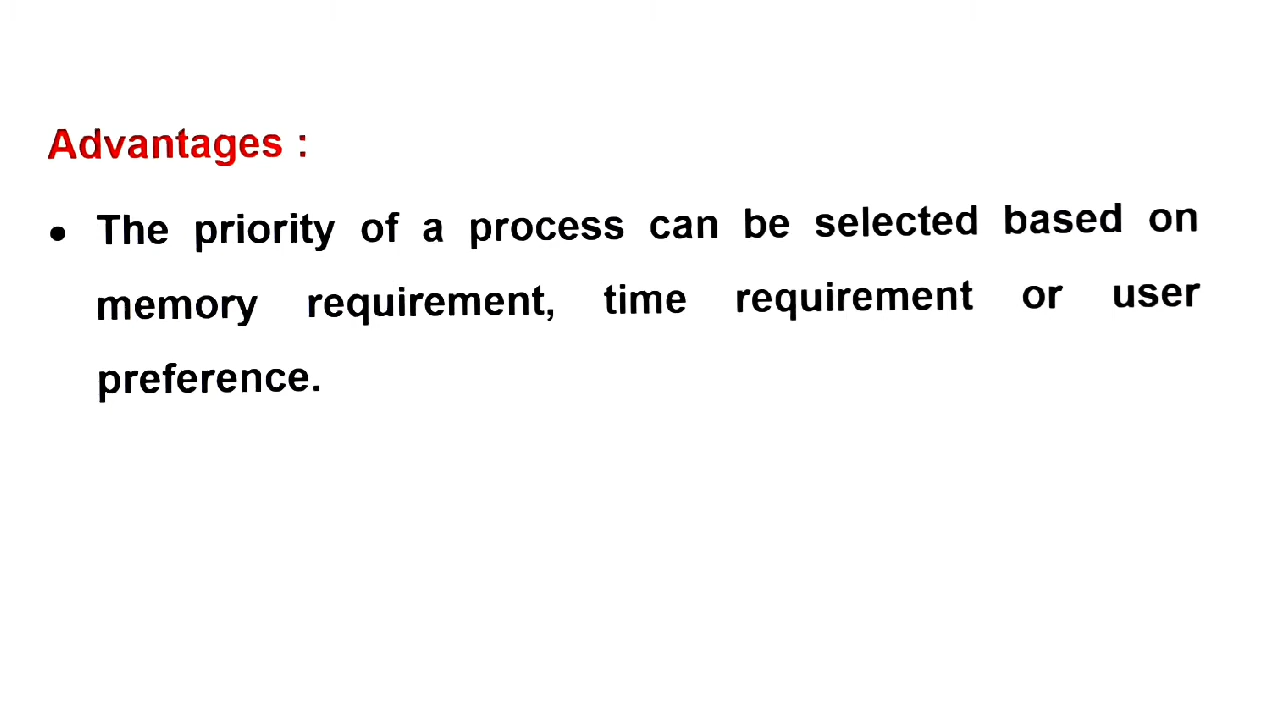 Advantages :
• The priority of a process can be selected based on
memory requirement, time requirement or user
preference.